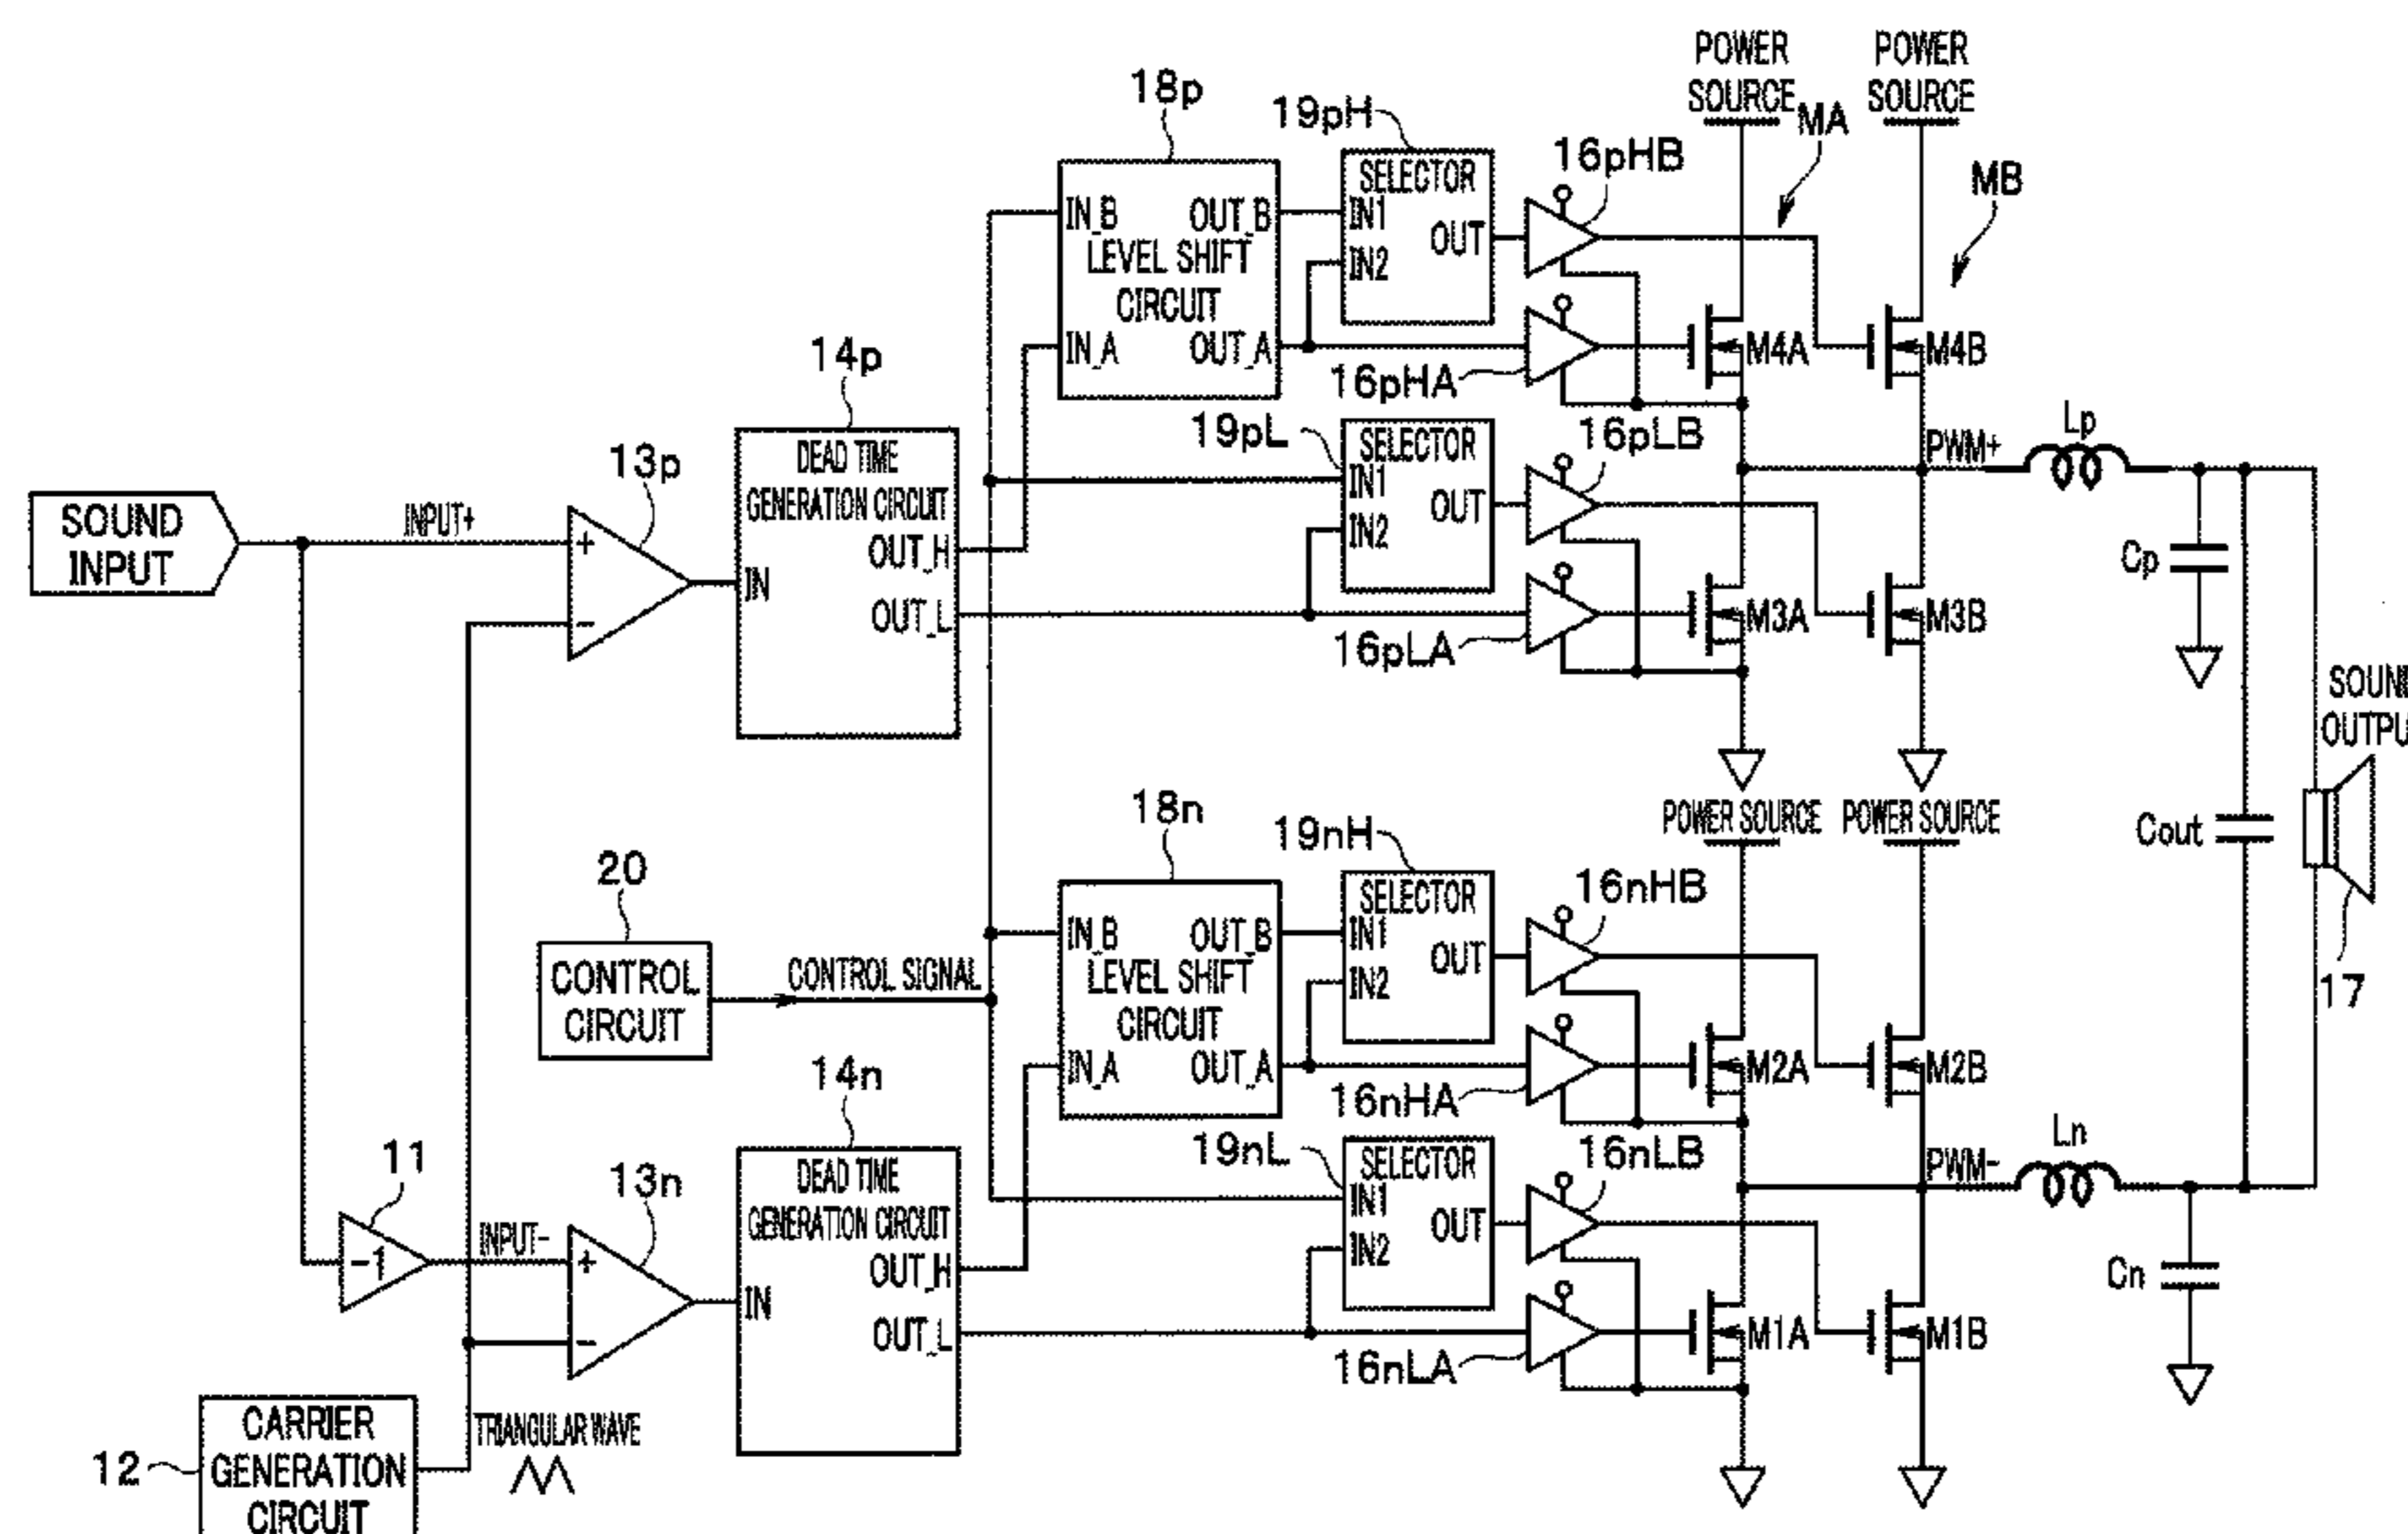 POWER SOURCE
POWER SOURCE
MA
MB
18p
19pH
16pHB
IN_B
OUT_B
LEVEL SHIFT CIRCUIT
IN_A
OUT_A
SELECTOR
IN1
IN2
OUT
16pHA
M4A
M4B
14p
13p
19pL
16pLB
SELECTOR
IN1
IN2
OUT
PWM+
Lp
DEAD TIME GENERATION CIRCUIT
IN
OUT_H
OUT_L
SOUND INPUT
INPUT+
+
-
16pLA
M3A
M3B
Cp
POWER SOURCE
POWER SOURCE
Cout
17
18n
19nH
16nHB
20
CONTROL CIRCUIT
CONTROL SIGNAL
IN_B
OUT_B
LEVEL SHIFT CIRCUIT
IN_A
OUT_A
SELECTOR
IN1
IN2
OUT
16nHA
M2A
M2B
14n
13n
11
-1
INPUT-
+
-
19nL
16nLB
SELECTOR
IN1
IN2
OUT
PWM-
Ln
DEAD TIME GENERATION CIRCUIT
IN
OUT_H
OUT_L
16nLA
M1A
M1B
Cn
12
CARRIER GENERATION CIRCUIT
TRIANGULAR WAVE